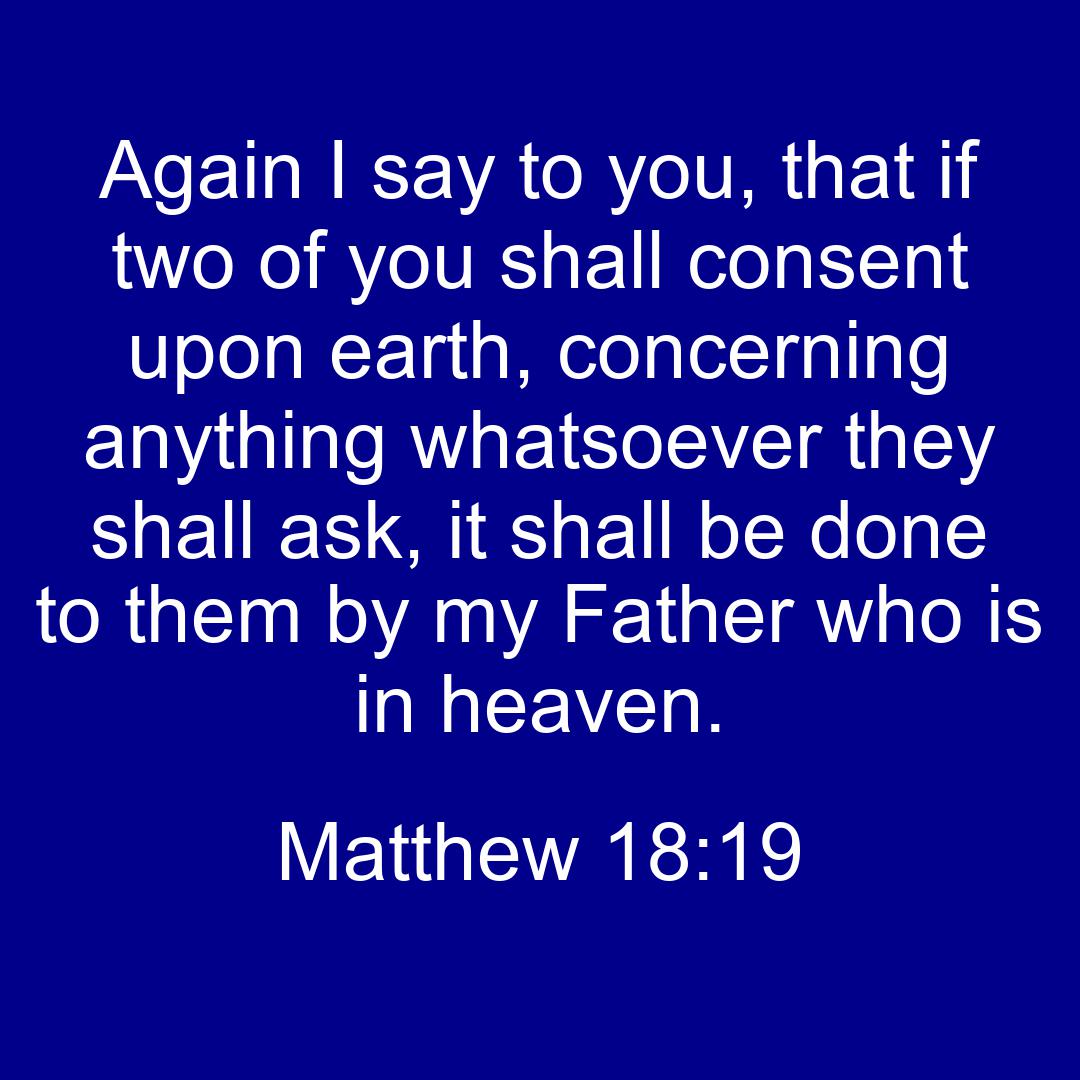 Again I say to you, that if
two of you shall consent
upon earth, concerning
anything whatsoever they
shall ask, it shall be done
to them by my Father who is
in heaven.
Matthew 18:19